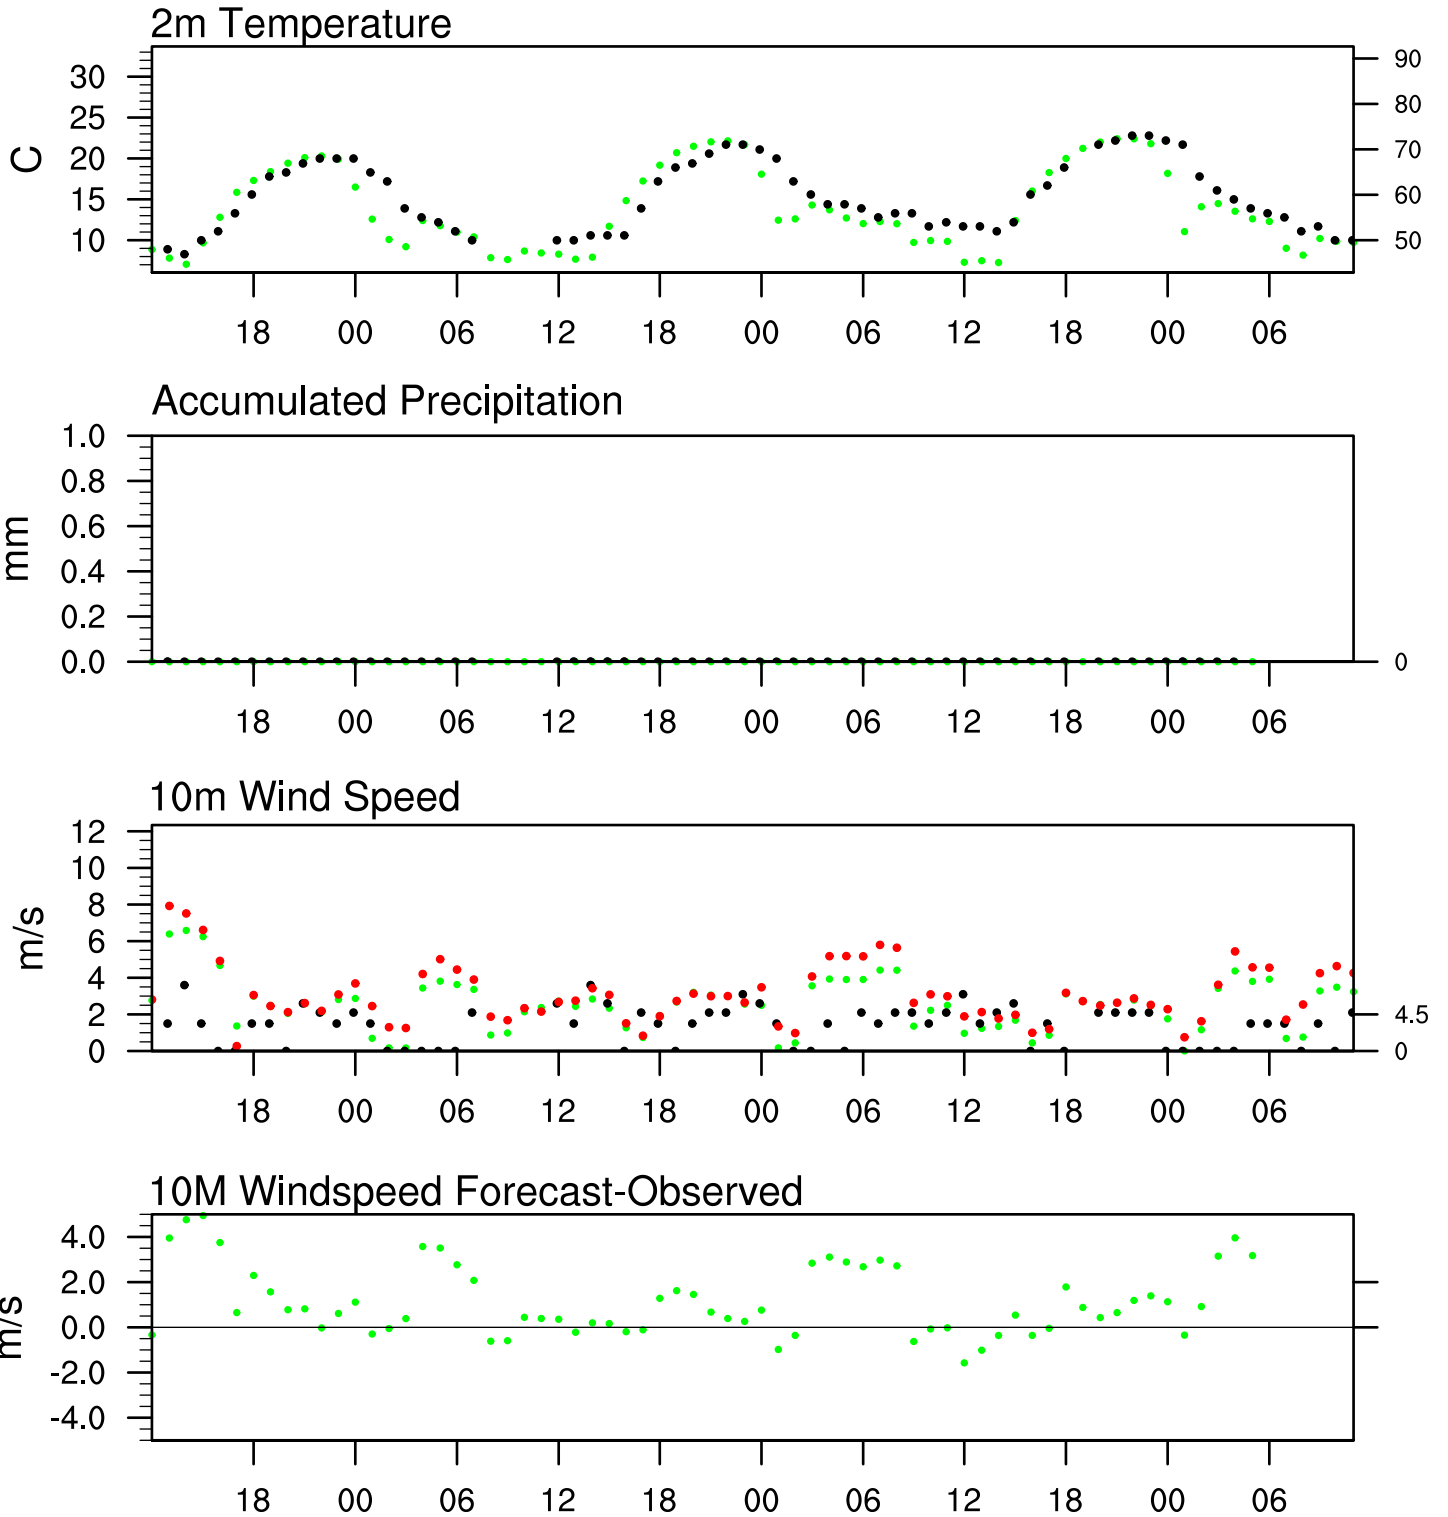 2m Temperature
30 90
25 80
C 20 70
15 60
10 50
18 00 06 12 18 00 06 12 18 00 06
Accumulated Precipitation
1.0
0.8
0.6
mm
0.4
0.2
0.0 0
18 00 06 12 18 00 06 12 18 00 06
10m Wind Speed
12
10
8
m/s
6
4
2 4.5
0 0
18 00 06 12 18 00 06 12 18 00 06
10M Windspeed Forecast-Observed
4.0
2.0
m/s 0.0
-2.0
-4.0
18 00 06 12 18 00 06 12 18 00 06